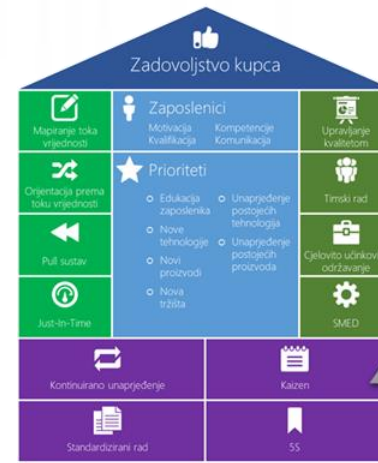 Zadovoljstvo kupca
Mapiranje toka
vrijednosti
Zaposlenici
Motivacija Kompetencije
Kvalifikacija Komunikacija
Upravljanje
kvalitetom
Orijentacija prema
toku vrijednosti
Prioriteti
Edukacija
zaposlenika
Nove
tehnologije
Novi
proizvodi
Nova
tržišta
Unaprjeđenje
postojećih
tehnologija
Unaprjeđenje
postojećih
proizvoda
Timski rad
Pull sustav
Cjelovito učinkov
održavanje
Just-In-Time
SMED
Kontinuirano unaprjeđenje
Kaizen
Standardizirani rad
5S